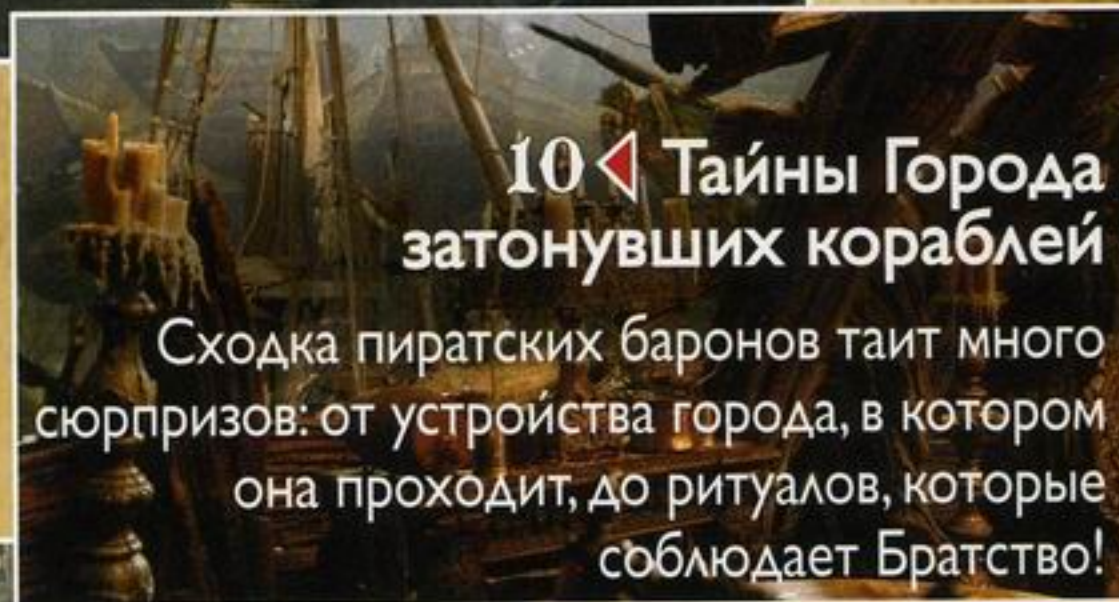 10 Тайны Города
затонувших кораблей
Сходка пиратских баронов таит много
сюрпризов: от устройства города, в котором
она проходит, до ритуалов, которые
соблюдает Братство!